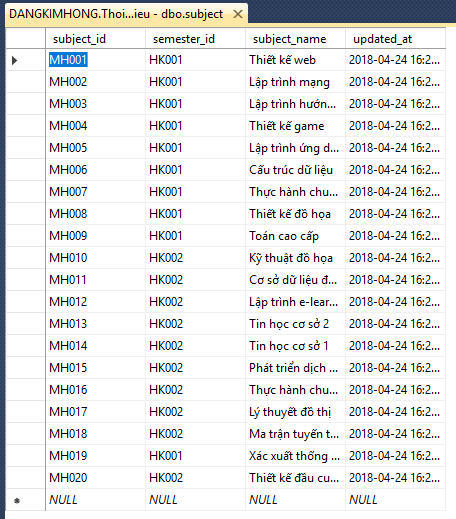 DANGKIMHONG.Thoi...ieu - dbo.subject
subject_id semester_id subject_name updated_at
MH001 HK001 Thiết kế web 2018-04-24 16:2...
MH002 HK001 Lập trình mạng 2018-04-24 16:2...
MH003 HK001 Lập trình hướn... 2018-04-24 16:2...
MH004 HK001 Thiết kế game 2018-04-24 16:2...
MH005 HK001 Lập trình ứng d... 2018-04-24 16:2...
MH006 HK001 Cấu trúc dữ liệu 2018-04-24 16:2...
MH007 HK001 Thực hành chu... 2018-04-24 16:2...
MH008 HK001 Thiết kế đồ họa 2018-04-24 16:2...
MH009 HK001 Toán cao cấp 2018-04-24 16:2...
MH010 HK002 Kỹ thuật đồ họa 2018-04-24 16:2...
MH011 HK002 Cơ sở dữ liệu đ... 2018-04-24 16:2...
MH012 HK002 Lập trình e-lear... 2018-04-24 16:2...
MH013 HK002 Tin học cơ sở 2 2018-04-24 16:2...
MH014 HK002 Tin học cơ sở 1 2018-04-24 16:2...
MH015 HK002 Phát triển dịch ... 2018-04-24 16:2...
MH016 HK002 Thực hành chu... 2018-04-24 16:2...
MH017 HK002 Lý thuyết đồ thị 2018-04-24 16:2...
MH018 HK002 Ma trận tuyến t... 2018-04-24 16:2...
MH019 HK001 Xác xuất thống ... 2018-04-24 16:2...
MH020 HK002 Thiết kế đầu cu... 2018-04-24 16:2...
NULL NULL NULL NULL